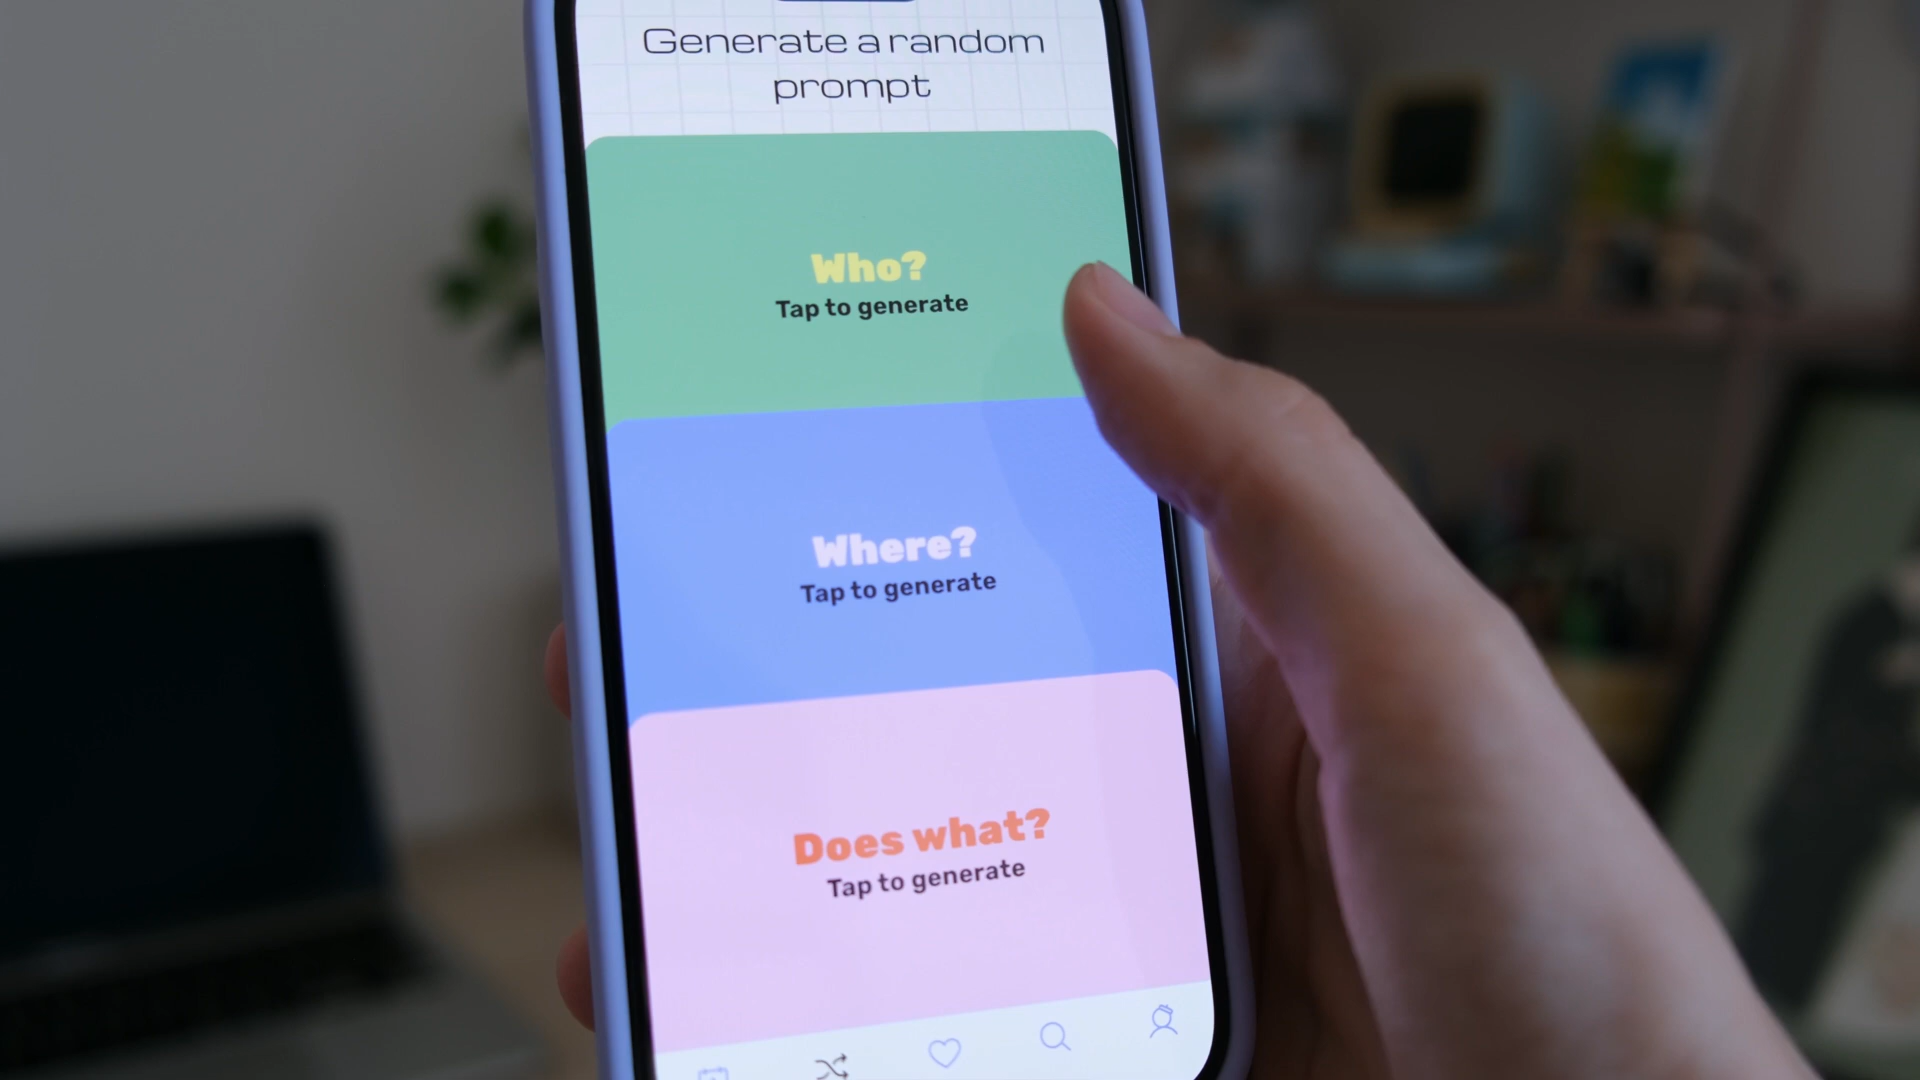 Generate a random
prompt
Who?
Tap to generate
Where?
Tap to generate
Does what?
Tap to generate